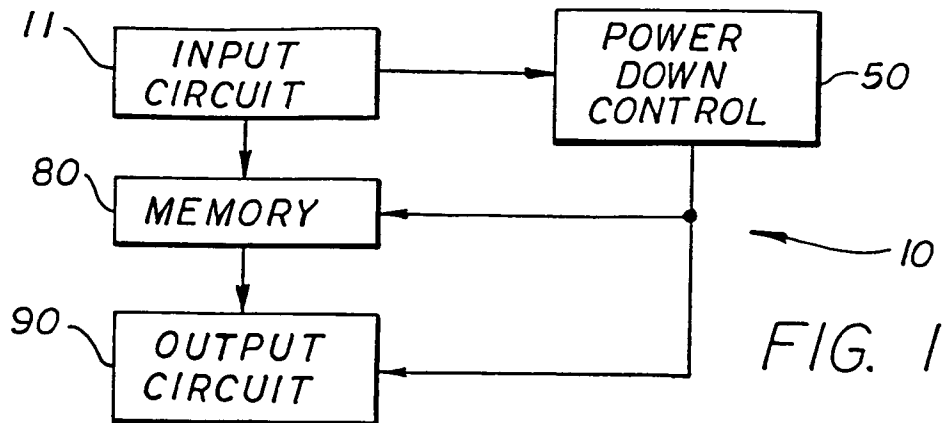 11
INPUT
CIRCUIT
POWER
DOWN
CONTROL
50
80
MEMORY
10
90
OUTPUT
CIRCUIT
FIG. 1